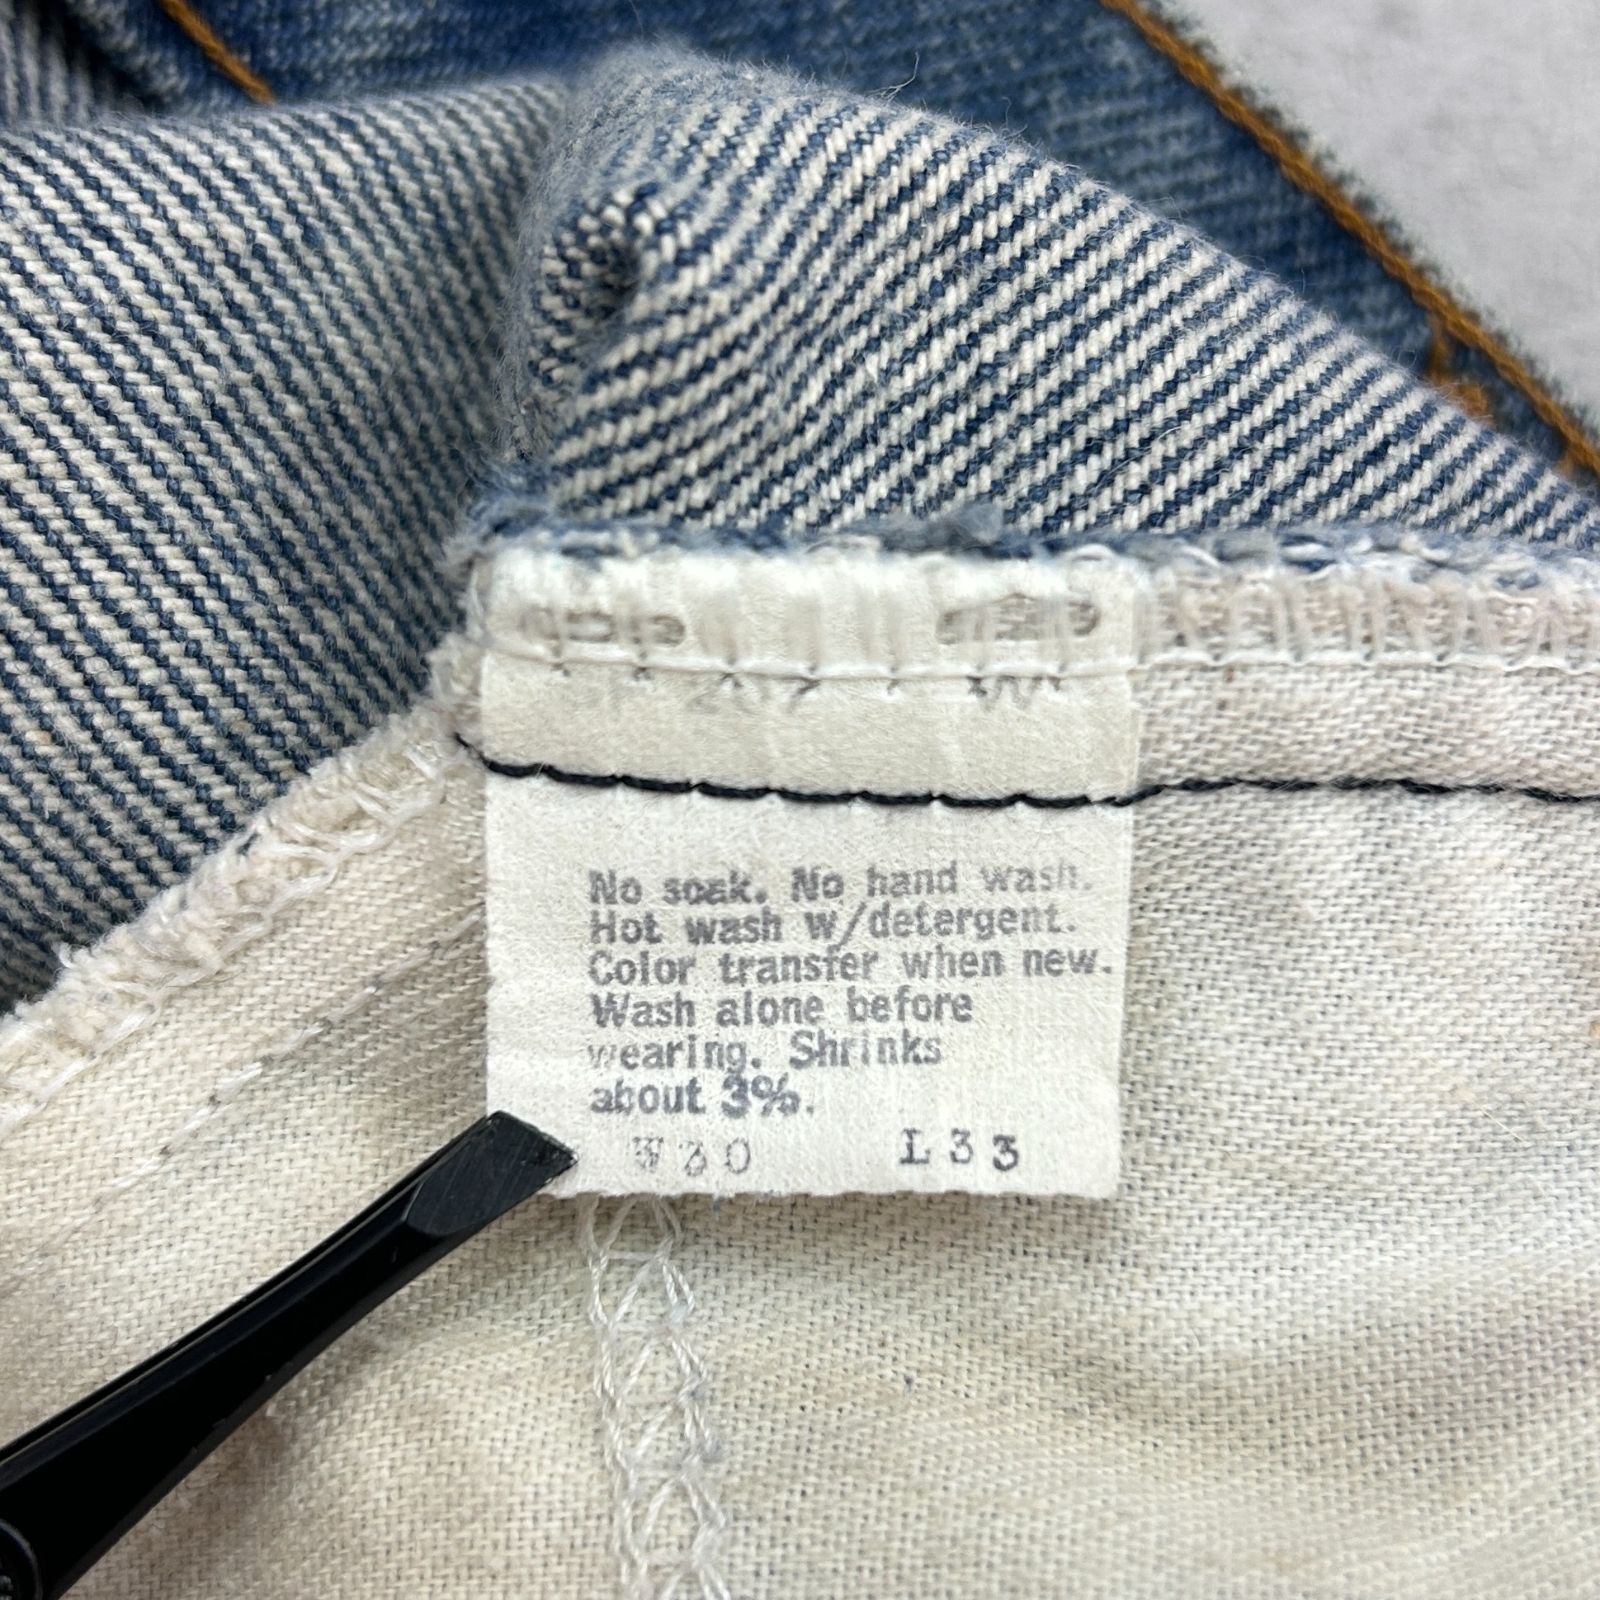 No soak. No hand wash.
Hot wash w/detergent.
Color transfer when new.
Wash alone before
wearing. Shrinks
about 3%.
W30 L33